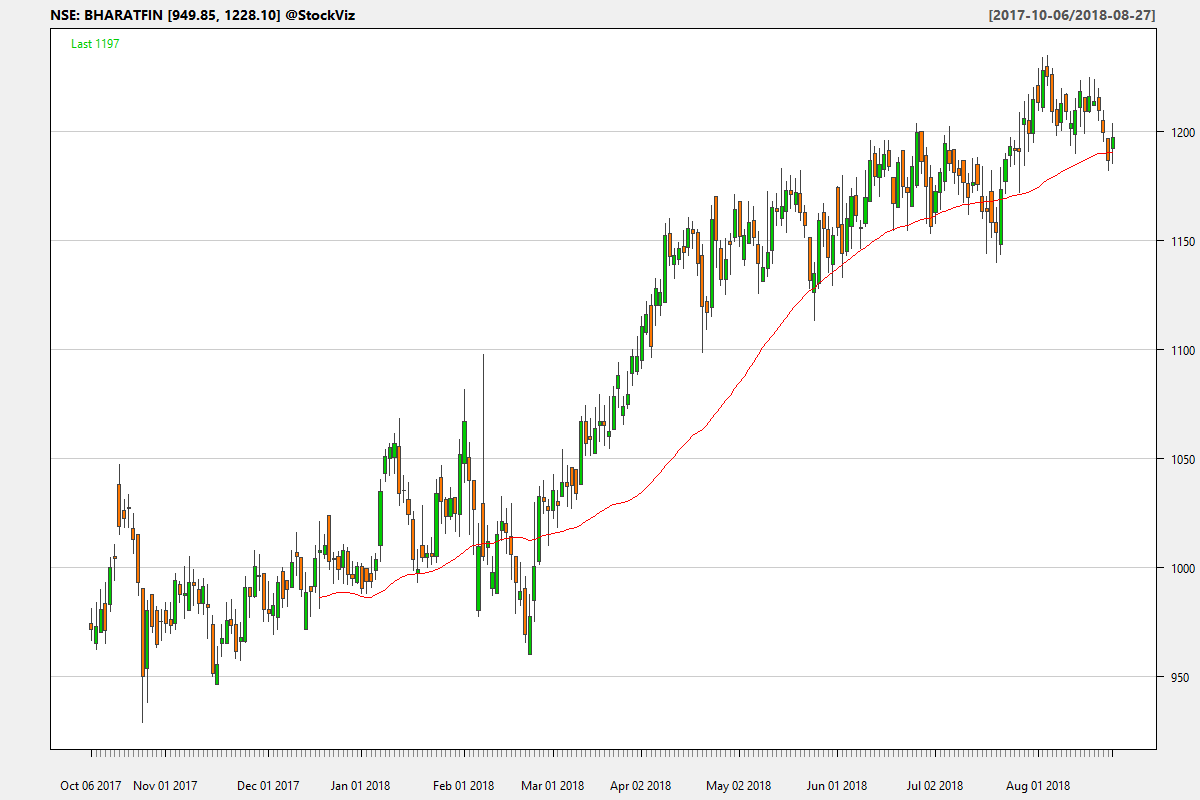 NSE: BHARATFIN [949.85, 1228.10] @StockViz [2017-10-06/2018-08-27]
Last 1197
1200
1150
1100
1050
1000
950
Oct 06 2017 Nov 01 2017 Dec 01 2017 Jan 01 2018 Feb 01 2018 Mar 01 2018 Apr 02 2018 May 02 2018 Jun 01 2018 Jul 02 2018 Aug 01 2018